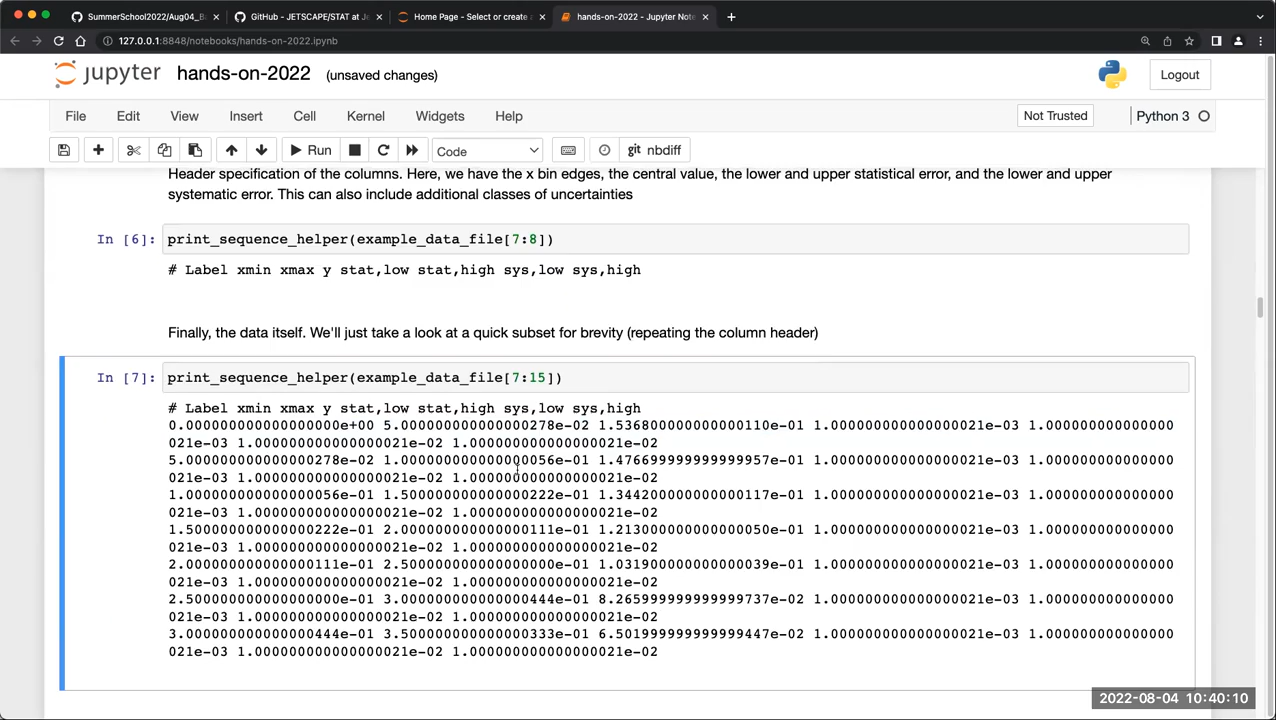 SummerSchool2022/Aug04_Ba
GitHub - JETSCAPE/STAT at Je
Home Page - Select or create
hands-on-2022 - Jupyter Note
127.0.0.1:8848/notebooks/hands-on-2022.ipynb
jupyter hands-on-2022 (unsaved changes)
Logout
File Edit View Insert Cell Kernel Widgets Help
Not Trusted
Python 3
Run
Code
git nbdiff
Header specification of the columns. Here, we have the x bin edges, the central value, the lower and upper statistical error, and the lower and upper
systematic error. This can also include additional classes of uncertainties
In [6]: print_sequence_helper(example_data_file[7:8])
# Label xmin xmax y stat,low stat,high sys,low sys,high
Finally, the data itself. We'll just take a look at a quick subset for brevity (repeating the column header)
In [7]: print_sequence_helper(example_data_file[7:15])
# Label xmin xmax y stat,low stat,high sys,low sys,high
0.000000000000000000e+00 5.000000000000000278e-02 1.536800000000000110e-01 1.000000000000000021e-03 1.000000000000000
021e-03 1.000000000000000021e-02 1.000000000000000021e-02
5.000000000000000278e-02 1.000000000000000056e-01 1.476699999999999957e-01 1.000000000000000021e-03 1.000000000000000
021e-03 1.000000000000000021e-02 1.000000000000000021e-02
1.000000000000000056e-01 1.500000000000000222e-01 1.344200000000000117e-01 1.000000000000000021e-03 1.000000000000000
021e-03 1.000000000000000021e-02 1.000000000000000021e-02
1.500000000000000222e-01 2.000000000000000111e-01 1.213000000000000050e-01 1.000000000000000021e-03 1.000000000000000
021e-03 1.000000000000000021e-02 1.000000000000000021e-02
2.000000000000000111e-01 2.500000000000000000e-01 1.031900000000000039e-01 1.000000000000000021e-03 1.000000000000000
021e-03 1.000000000000000021e-02 1.000000000000000021e-02
2.500000000000000000e-01 3.000000000000000444e-01 8.265999999999999737e-02 1.000000000000000021e-03 1.000000000000000
021e-03 1.000000000000000021e-02 1.000000000000000021e-02
3.000000000000000444e-01 3.500000000000000333e-01 6.501999999999999447e-02 1.000000000000000021e-03 1.000000000000000
021e-03 1.000000000000000021e-02 1.000000000000000021e-02
2022-08-04 10:40:10